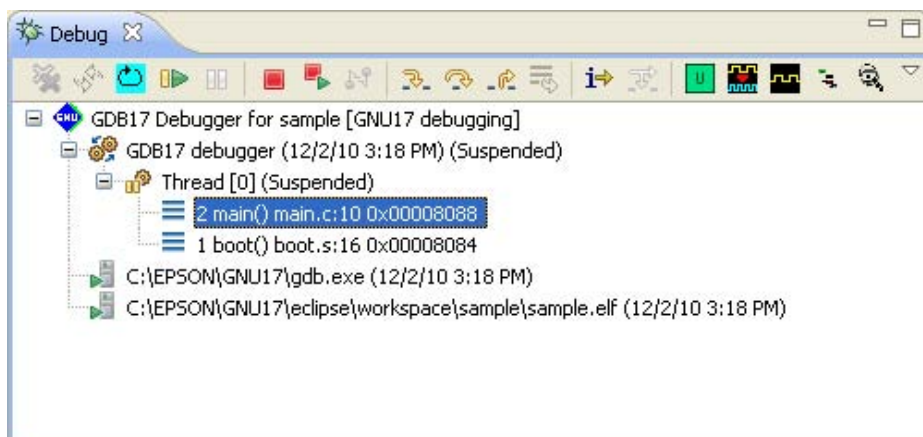 Debug
i U
GNU GDB17 Debugger for sample [GNU17 debugging]
GDB17 debugger (12/2/10 3:18 PM) (Suspended)
Thread [0] (Suspended)
2 main() main.c:10 0x00008088
1 boot() boot.s:16 0x00008084
C:\EPSON\GNU17\gdb.exe (12/2/10 3:18 PM)
C:\EPSON\GNU17\eclipse\workspace\sample\sample.elf (12/2/10 3:18 PM)